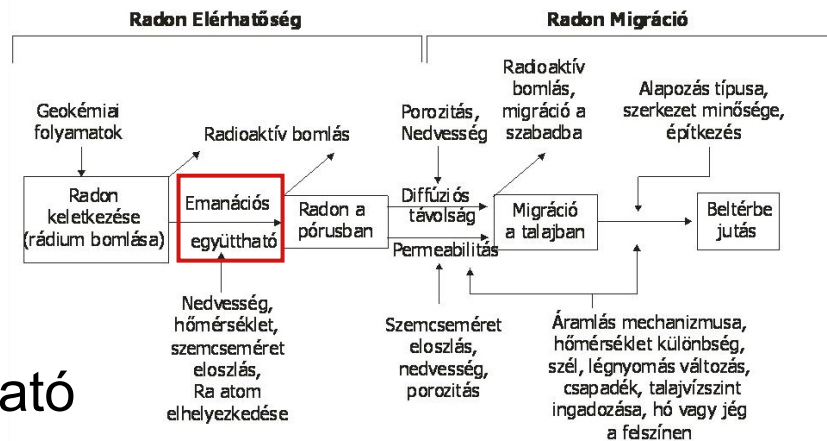 Radon Elérhatőség
Radon Migráció
Geokémiai
folyamatok
Radioaktív bomlás
Porozitás,
Nedvesség
Radioaktív
bomlás,
migráció a
szabadba
Alapozás típusa,
szerkezet minősége,
építkezés
Radon
keletkezése
(rádium bomlása)
Emanációs
együttható
Radon a
pórusban
Diffúziós
távolság
Permeabilitás
Migráció
a talajban
Beltérbe
jutás
Nedvesség,
hőmérséklet,
szemcseméret
eloszlás,
Ra atom
elhelyezkedése
Szemcseméret
eloszlás,
nedvesség,
porozitás
Áramlás mechanizmusa,
hőmérséklet különbség,
szél, légnyomás változás,
csapadék, talajvízszint
ingadozása, hó vagy jég
a felszínen
ató